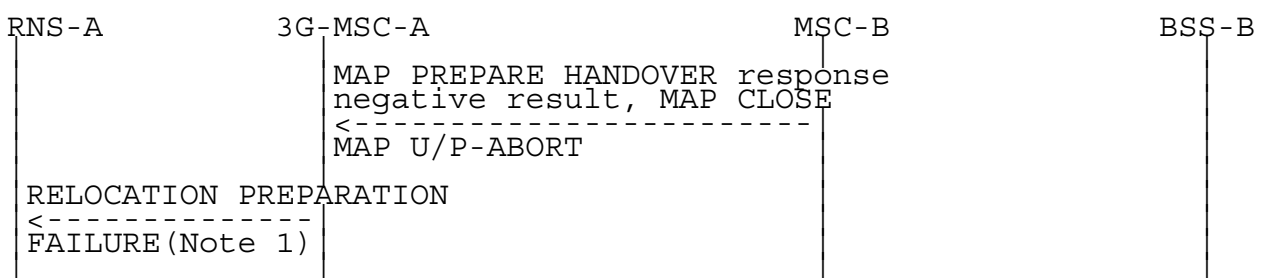 RNS-A 3G-MSC-A MSC-B BSS-B
MAP PREPARE HANDOVER response
negative result, MAP CLOSE
<-------------------------
MAP U/P-ABORT
RELOCATION PREPARATION
<--------------
FAILURE(Note 1)